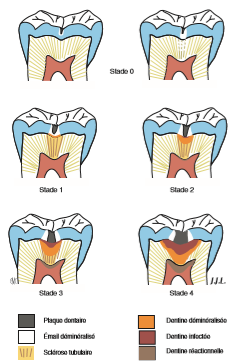 Stade 0
Stade 1
Stade 2
Stade 3
Stade 4
Plaque dentaire
Émail déminéralisé
Sclérose tubulaire
Dentine déminéralisée
Dentine infectée
Dentine réactionnelle